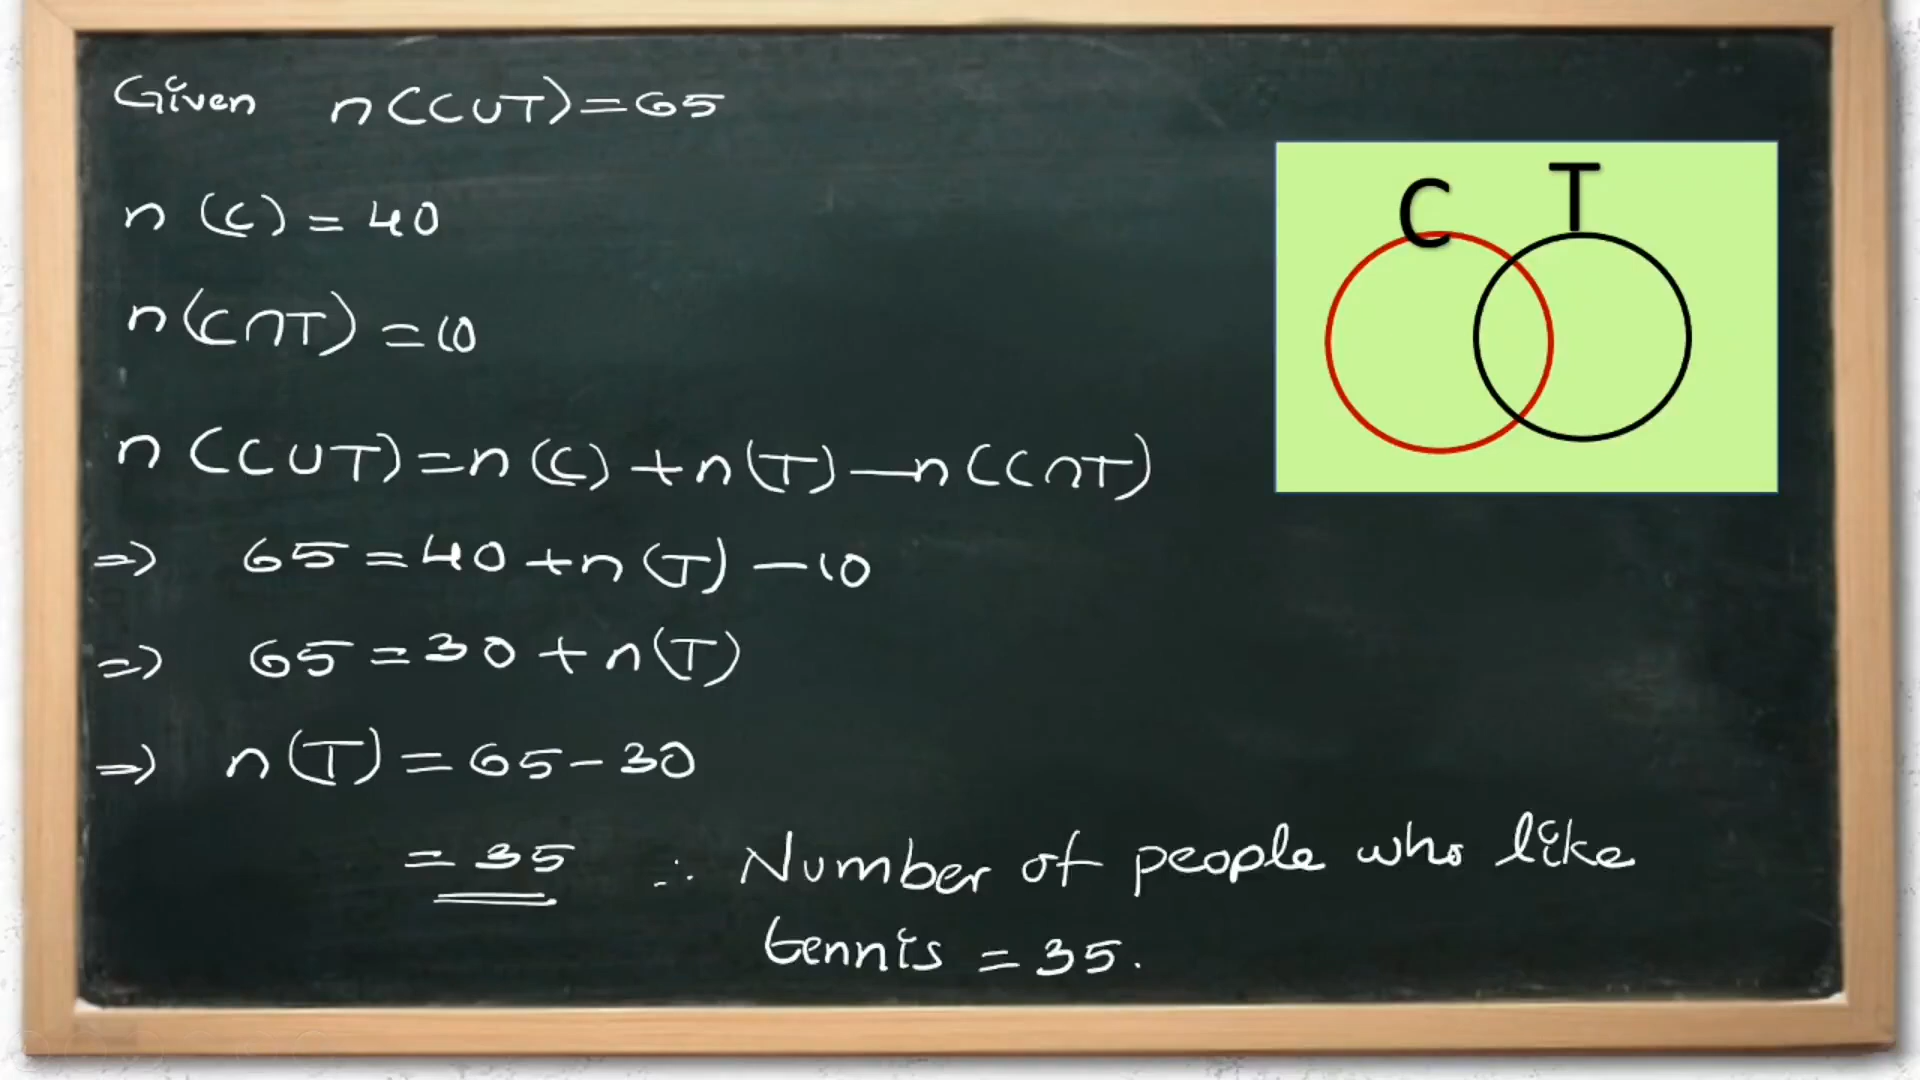 Given n(C∪T)=65
n(C)=40
n(C∩T)=10
C T
n(C∪T)=n(C)+n(T)-n(C∩T)
⇒ 65=40+n(T)-10
⇒ 65=30+n(T)
⇒ n(T)=65-30
=35 ∴ Number of people who like
tennis =35.